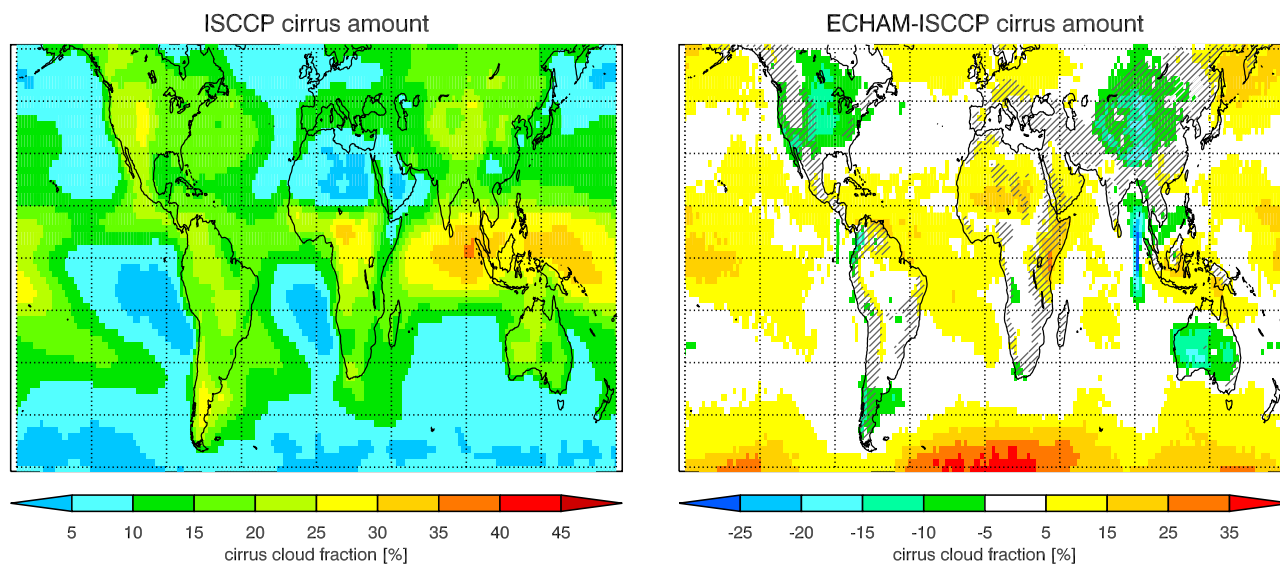 ISCCP cirrus amount
ECHAM-ISCCP cirrus amount
5 10 15 20 25 30 35 40 45
cirrus cloud fraction [%]
-25 -20 -15 -10 -5 5 15 25 35
cirrus cloud fraction [%]